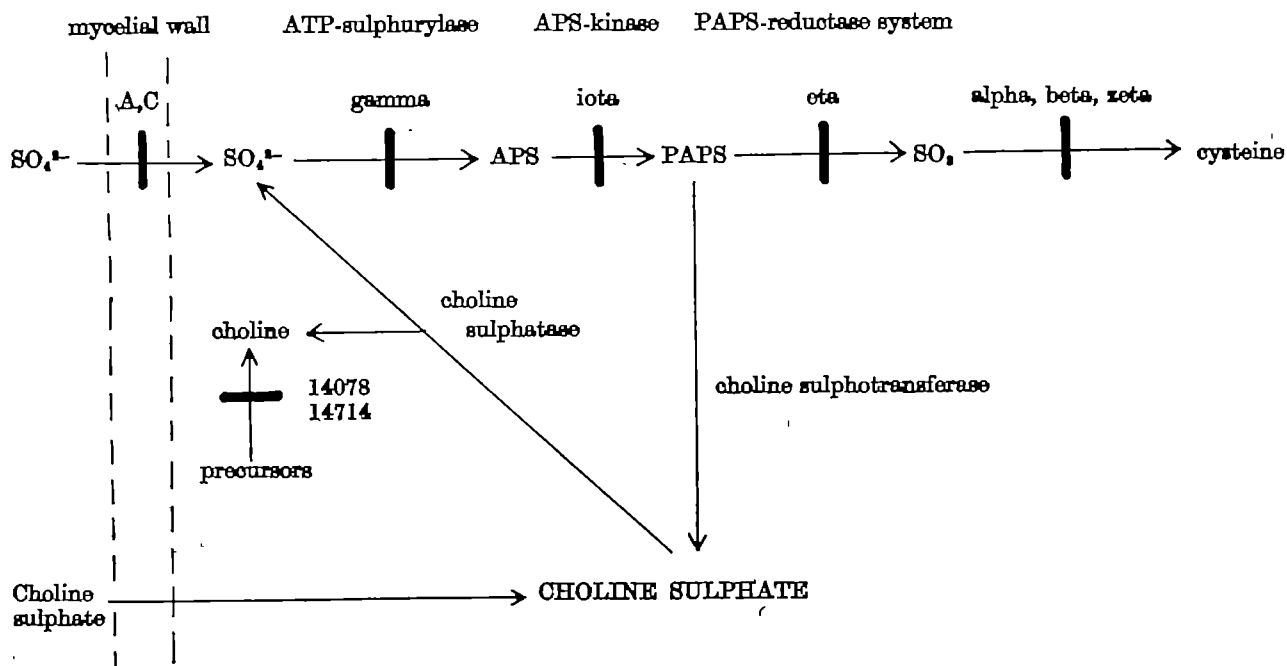 mycelial wall ATP-sulphurylase APS-kinase PAPS-reductase system
A,C gamma iota eta alpha, beta, zeta
SO₄²⁻ SO₄²⁻ APS PAPS SO₃ cysteine
choline
sulphatase
choline
14078
14714
choline sulphotransferase
precursors
Choline
sulphate
CHOLINE SULPHATE